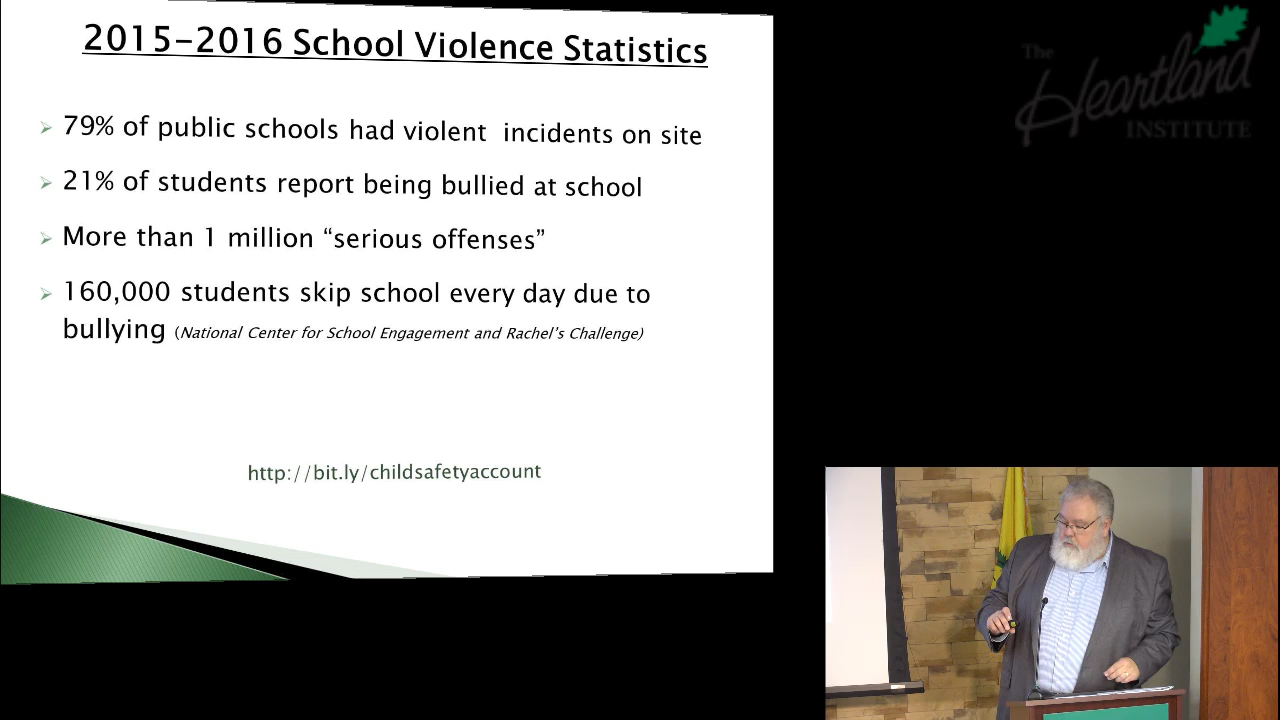 2015-2016 School Violence Statistics
79% of public schools had violent incidents on site
21% of students report being bullied at school
More than 1 million “serious offenses”
160,000 students skip school every day due to
bullying (National Center for School Engagement and Rachel's Challenge)
http://bit.ly/childsafetyaccount
The
Heartland
INSTITUTE